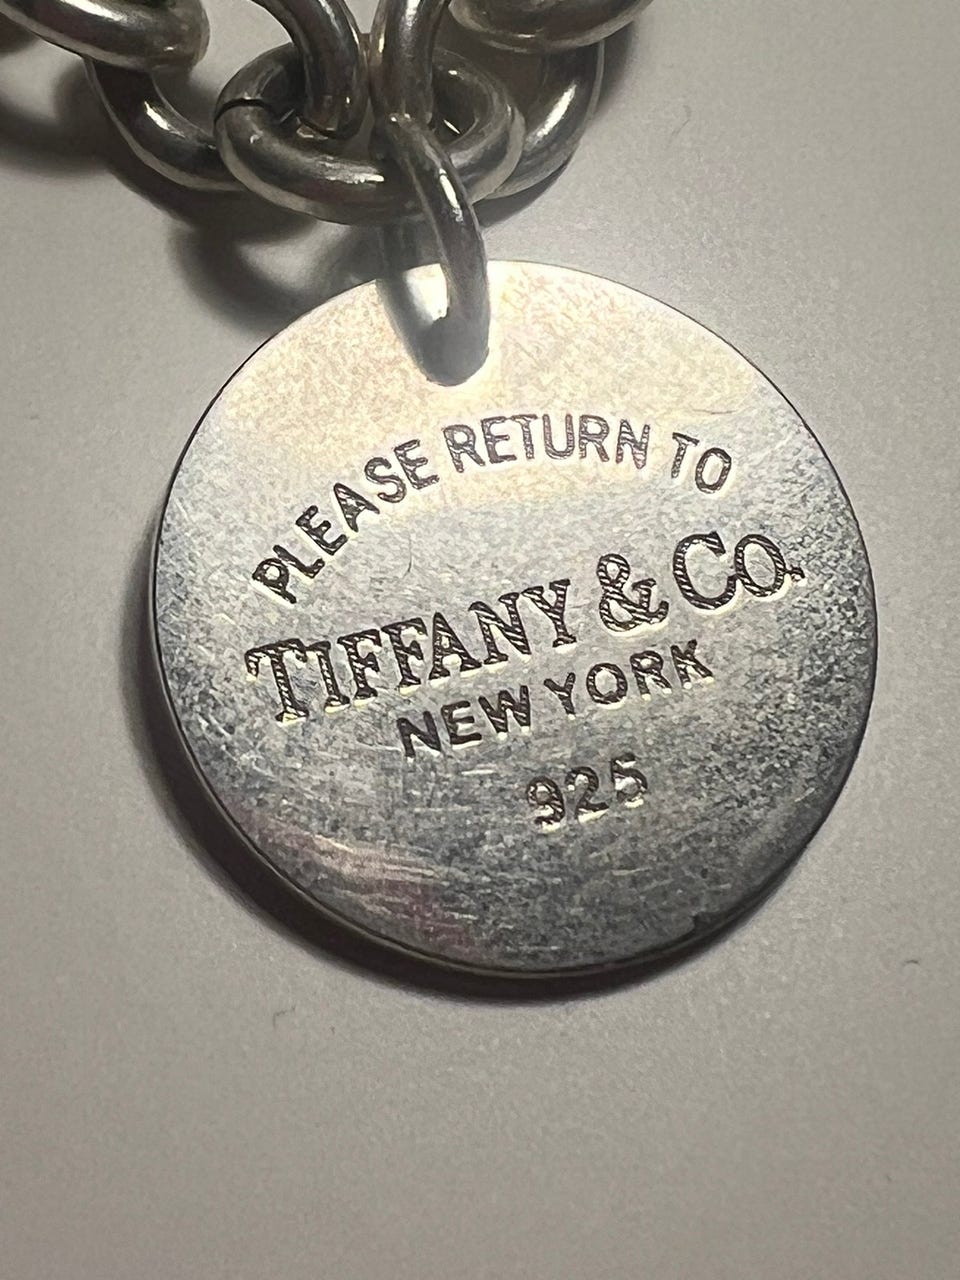 PLEASE RETURN TO
TIFFANY & CO.
NEW YORK
925